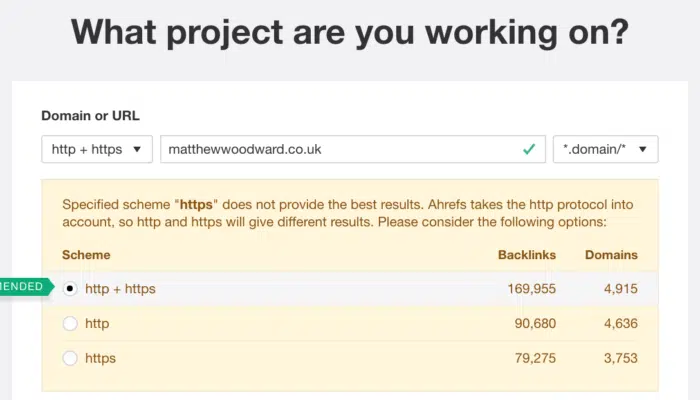 What project are you working on?
Domain or URL
http + https matthewwoodward.co.uk *.domain/*
Specified scheme "https" does not provide the best results. Ahrefs takes the http protocol into
account, so http and https will give different results. Please consider the following options:
Scheme Backlinks Domains
MENDED http + https 169,955 4,915
http 90,680 4,636
https 79,275 3,753